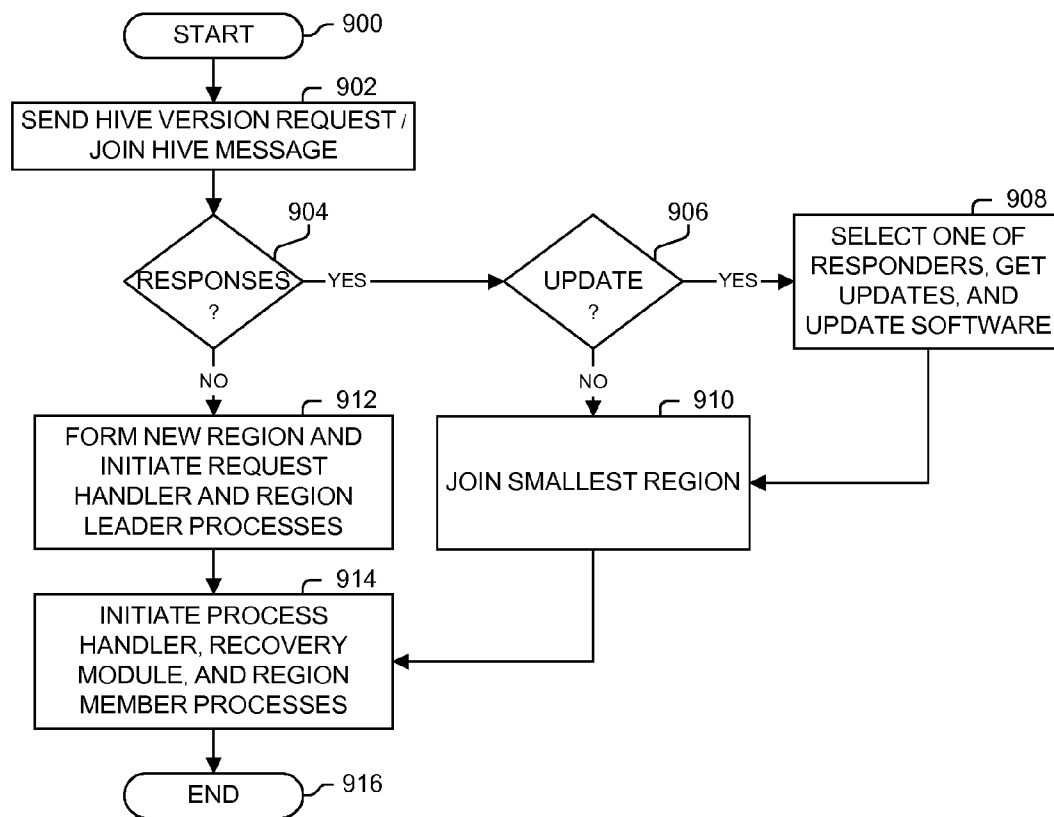 START
900
902
SEND HIVE VERSION REQUEST /
JOIN HIVE MESSAGE
904
RESPONSES
?
YES
906
UPDATE
?
YES
908
SELECT ONE OF
RESPONDERS, GET
UPDATES, AND
UPDATE SOFTWARE
NO
NO
912
FORM NEW REGION AND
INITIATE REQUEST
HANDLER AND REGION
LEADER PROCESSES
910
JOIN SMALLEST REGION
914
INITIATE PROCESS
HANDLER, RECOVERY
MODULE, AND REGION
MEMBER PROCESSES
END
916